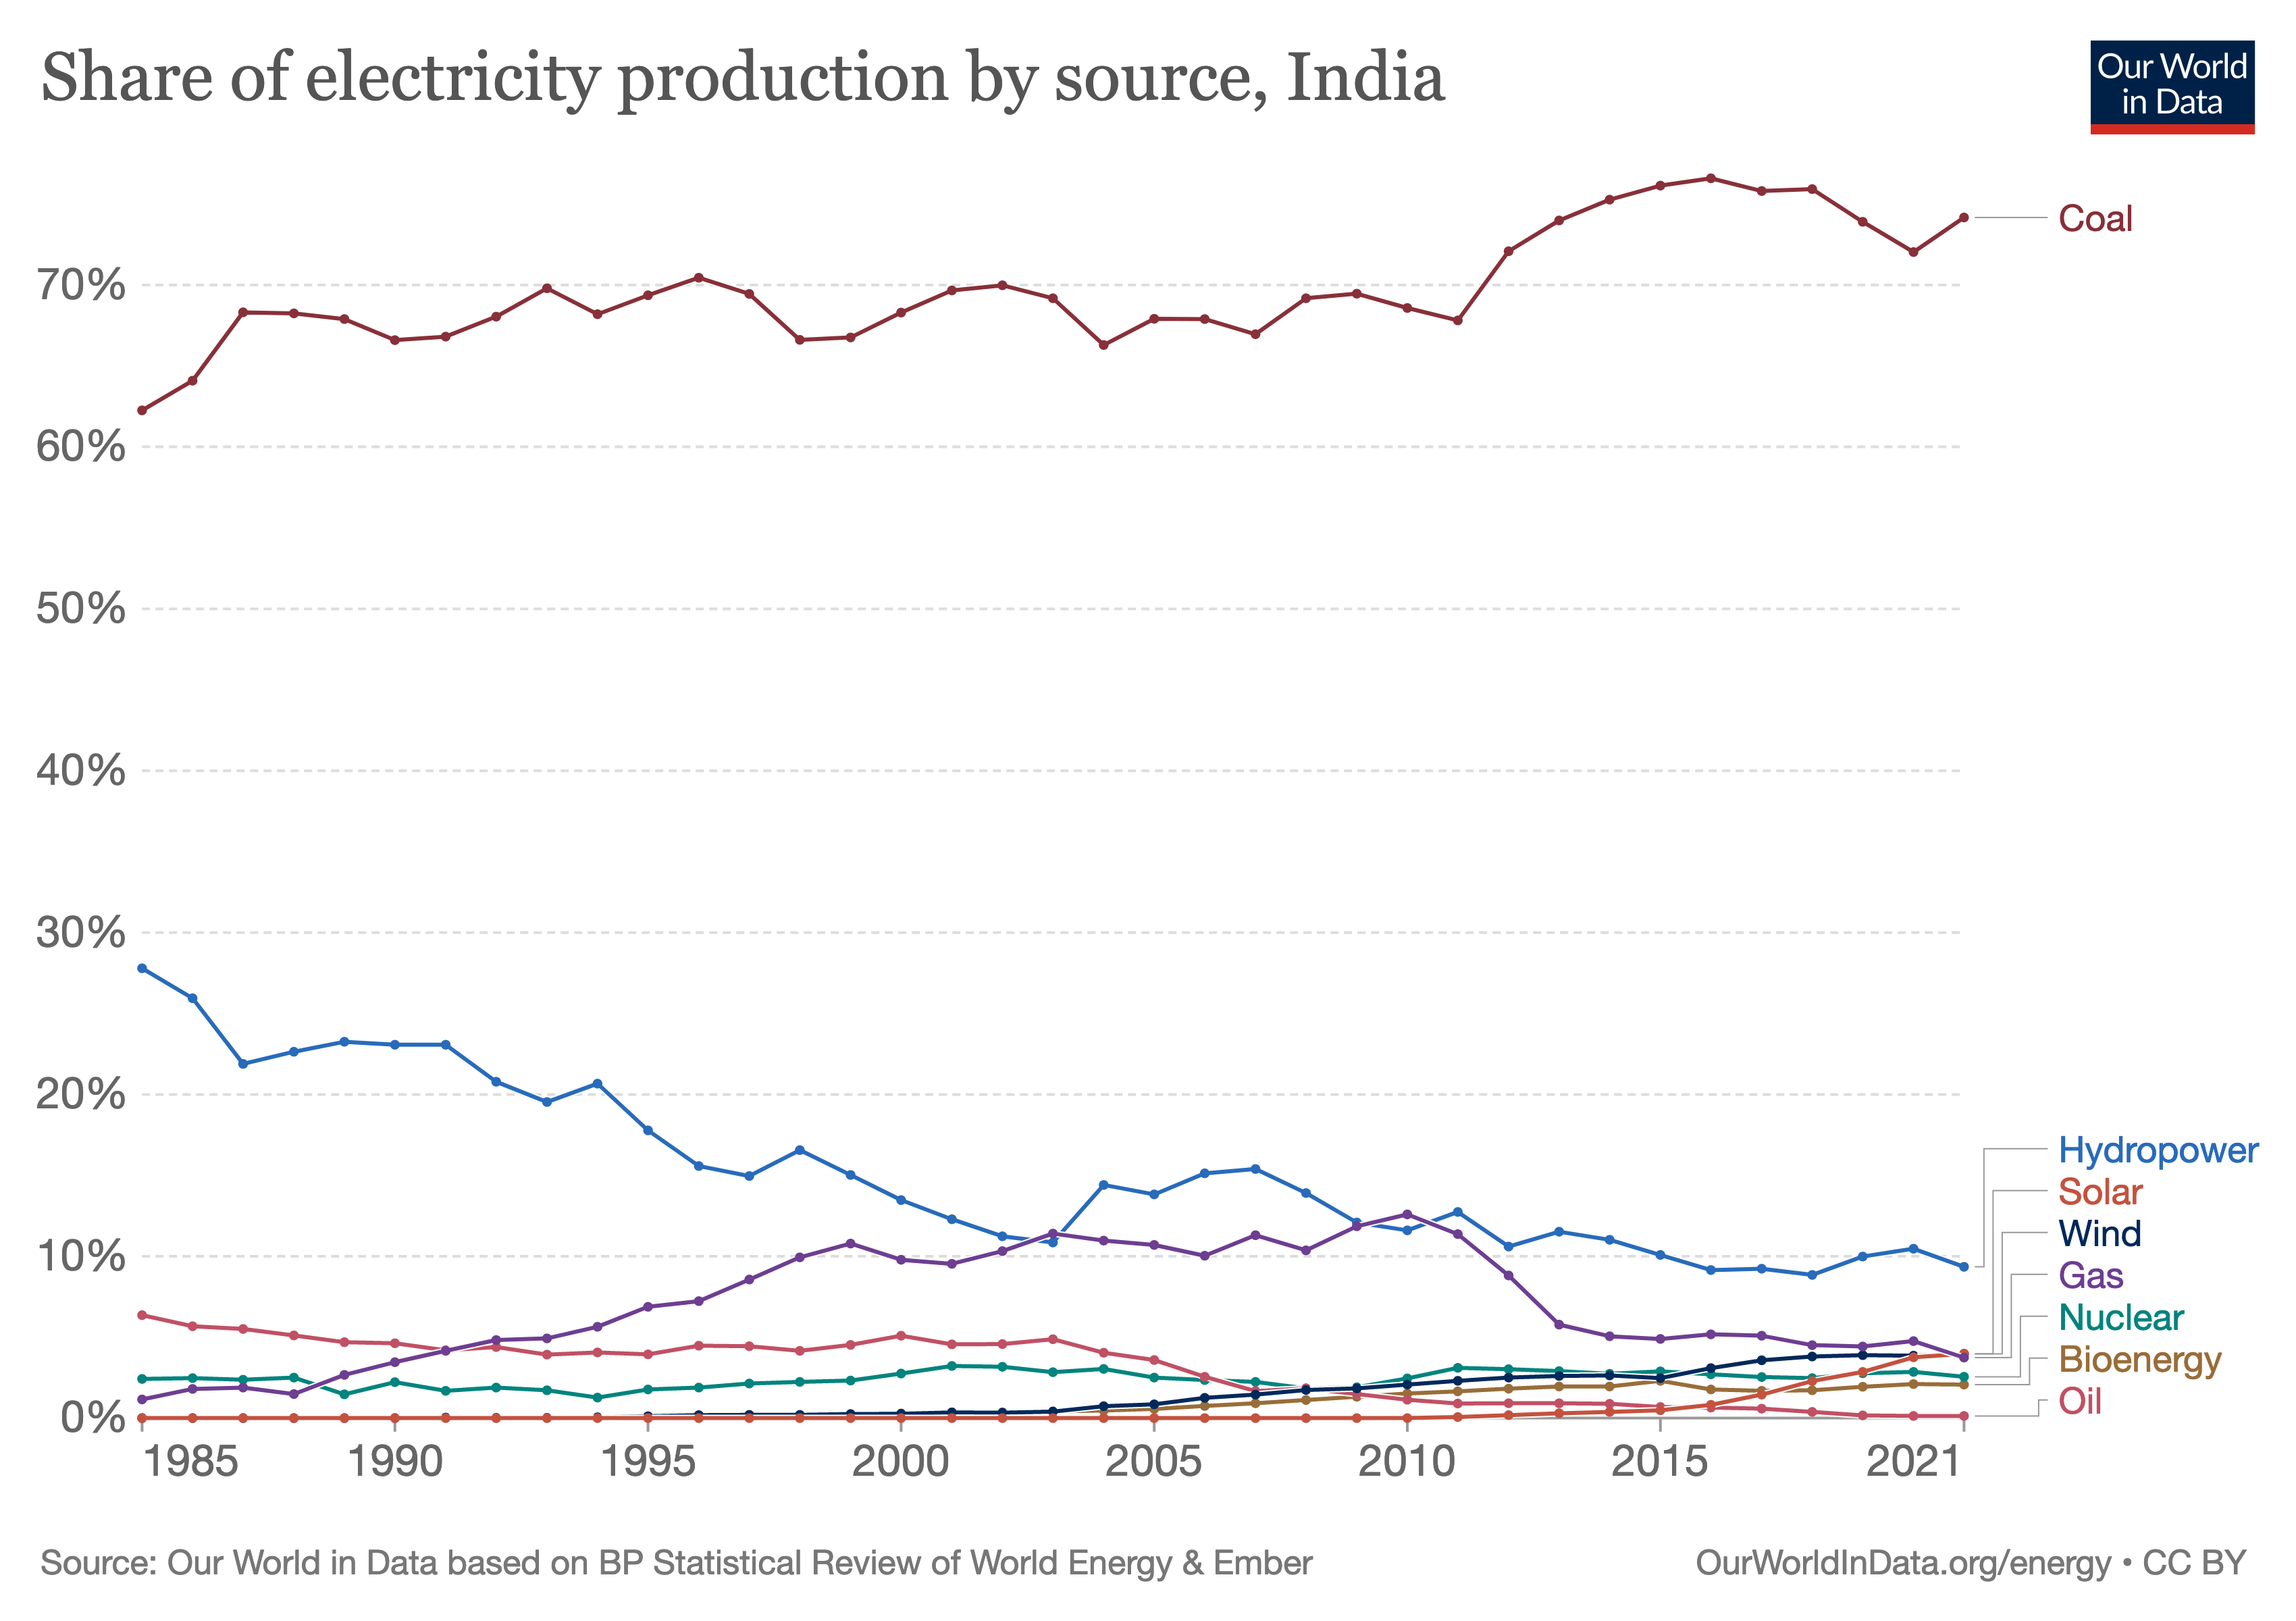 Share of electricity production by source, India
Our World
in Data
Coal
70%
60%
50%
40%
30%
20%
10%
0%
Hydropower
Solar
Wind
Gas
Nuclear
Bioenergy
Oil
1985
1990
1995
2000
2005
2010
2015
2021
Source: Our World in Data based on BP Statistical Review of World Energy & Ember
OurWorldInData.org/energy • CC BY